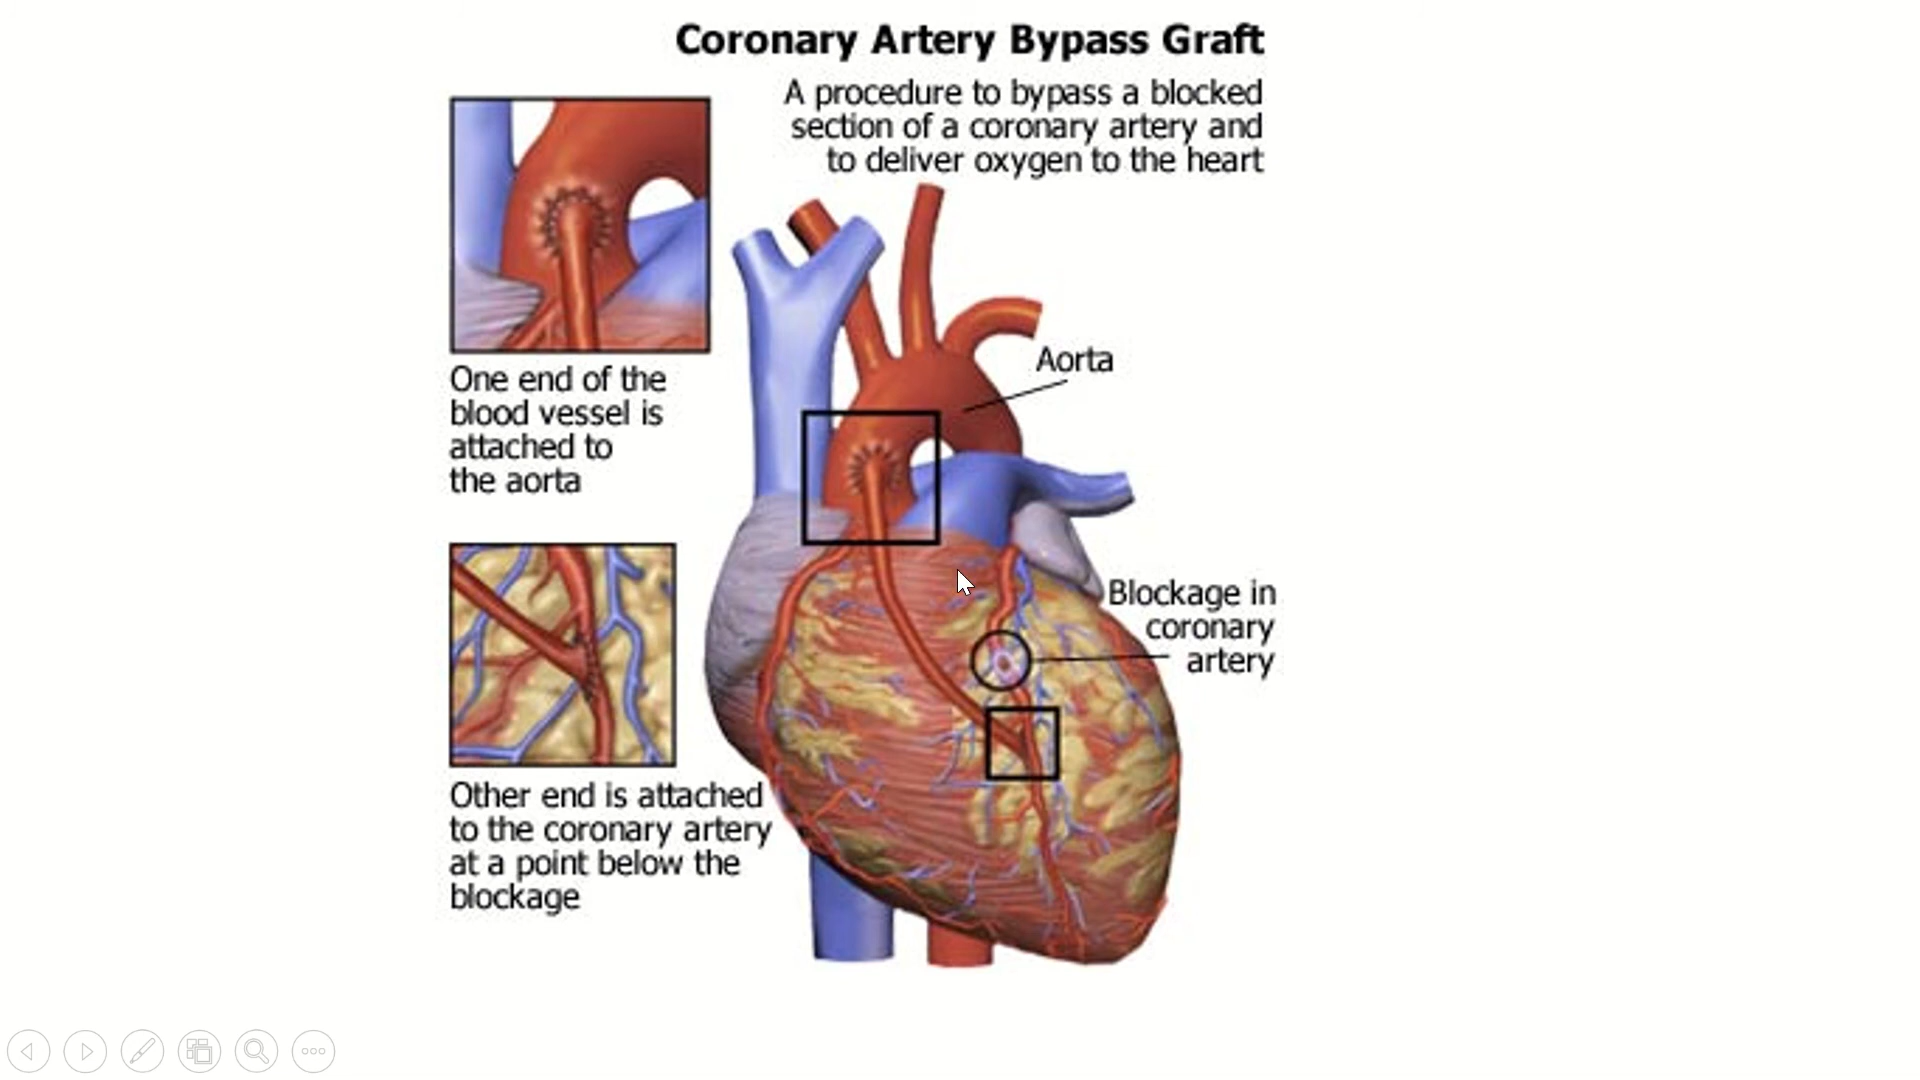 Coronary Artery Bypass Graft
A procedure to bypass a blocked
section of a coronary artery and
to deliver oxygen to the heart
One end of the
blood vessel is
attached to
the aorta
Aorta
Blockage in
coronary
artery
Other end is attached
to the coronary artery
at a point below the
blockage